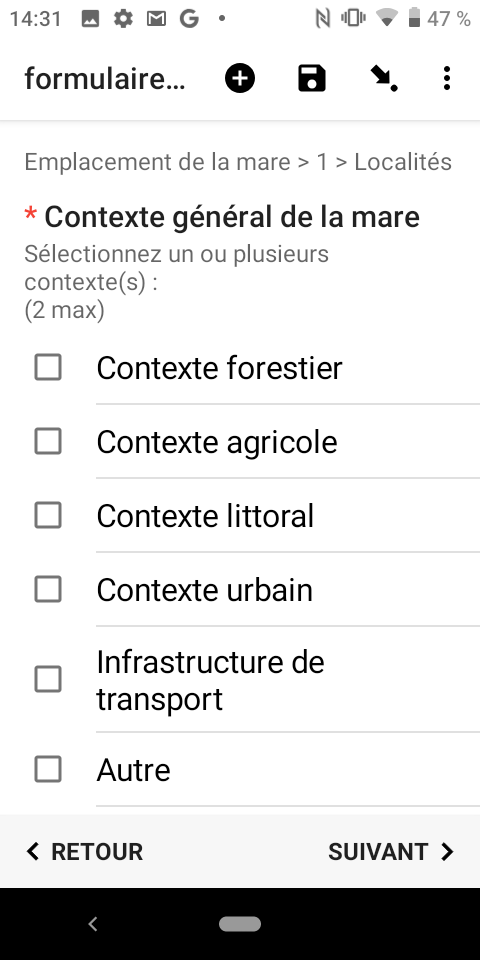 14:31 G 47 %
formulaire...
Emplacement de la mare > 1 > Localités
* Contexte général de la mare
Sélectionnez un ou plusieurs
contexte(s) :
(2 max)
Contexte forestier
Contexte agricole
Contexte littoral
Contexte urbain
Infrastructure de
transport
Autre
RETOUR SUIVANT